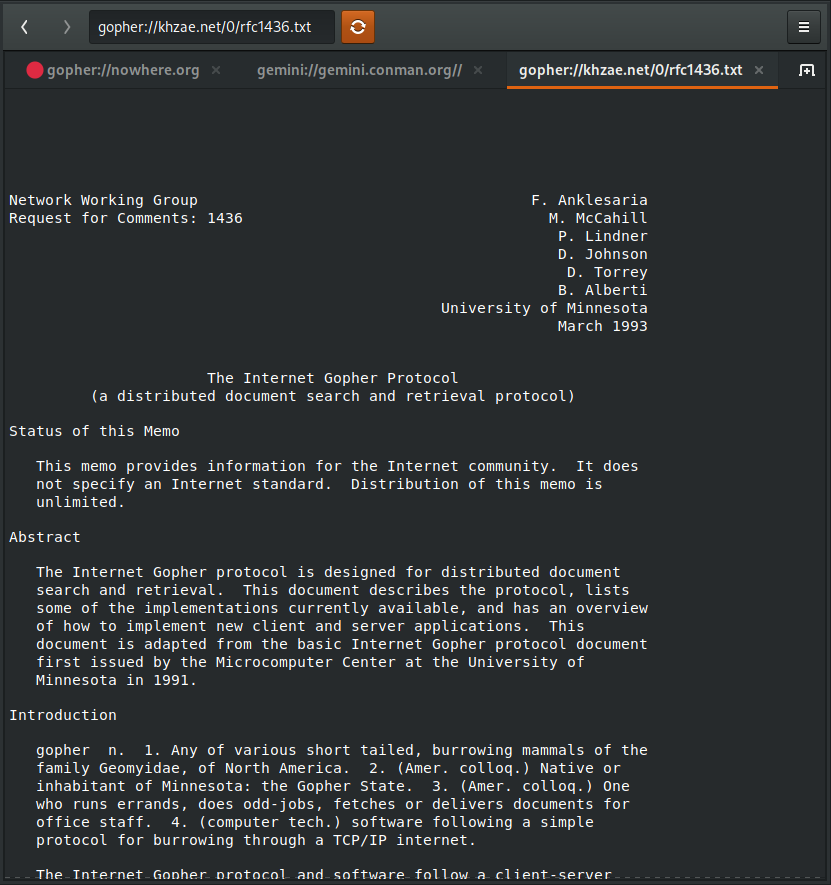 gopher://khzae.net/0/rfc1436.txt
gopher://nowhere.org
gemini://gemini.conman.org//
gopher://khzae.net/0/rfc1436.txt
Network Working Group                                     F. Anklesaria
Request for Comments: 1436                                  M. McCahill
P. Lindner
D. Johnson
D. Torrey
B. Alberti
University of Minnesota
March 1993
The Internet Gopher Protocol
(a distributed document search and retrieval protocol)
Status of this Memo
This memo provides information for the Internet community.  It does
not specify an Internet standard.  Distribution of this memo is
unlimited.
Abstract
The Internet Gopher protocol is designed for distributed document
search and retrieval.  This document describes the protocol, lists
some of the implementations currently available, and has an overview
of how to implement new client and server applications.  This
document is adapted from the basic Internet Gopher protocol document
first issued by the Microcomputer Center at the University of
Minnesota in 1991.
Introduction
gopher  n.  1. Any of various short tailed, burrowing mammals of the
family Geomyidae, of North America.  2. (Amer. colloq.) Native or
inhabitant of Minnesota: the Gopher State.  3. (Amer. colloq.) One
who runs errands, does odd-jobs, fetches or delivers documents for
office staff.  4. (computer tech.) software following a simple
protocol for burrowing through a TCP/IP internet.
The Internet Gopher protocol and software follow a client-server